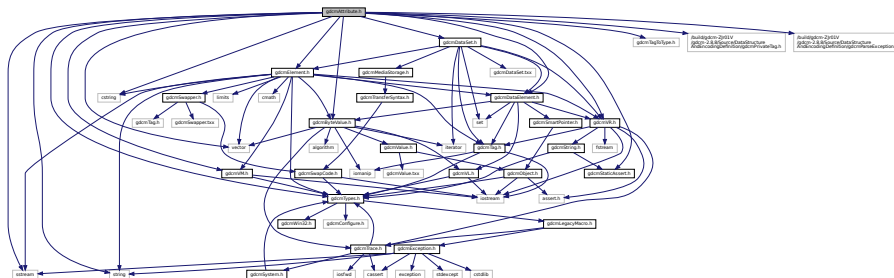 gdcmAttribute.h
gdcmDataSet.h
gdcmTagToType.h
/build/gdcm-ZJr01V
/gdcm-2.8.8/Source/DataStructure
AndEncodingDefinition/gdcmPrivateTag.h
/build/gdcm-ZJr01V
/gdcm-2.8.8/Source/DataStructure
AndEncodingDefinition/gdcmParseException.h
gdcmElement.h
gdcmMediaStorage.h
gdcmDataSet.txx
cstring
gdcmSwapper.h
limits
cmath
gdcmTransferSyntax.h
gdcmDataElement.h
gdcmTag.h
gdcmSwapper.txx
gdcmByteValue.h
set
gdcmSmartPointer.h
gdcmVR.h
vector
algorithm
gdcmValue.h
iterator
gdcmTag.h
gdcmString.h
fstream
gdcmVM.h
gdcmSwapCode.h
iomanip
gdcmValue.txx
gdcmVL.h
gdcmObject.h
gdcmStaticAssert.h
gdcmTypes.h
iostream
assert.h
gdcmWin32.h
gdcmConfigure.h
gdcmLegacyMacro.h
gdcmTrace.h
gdcmException.h
sstream
string
gdcmSystem.h
iosfwd
cassert
exception
stdexcept
cstdlib